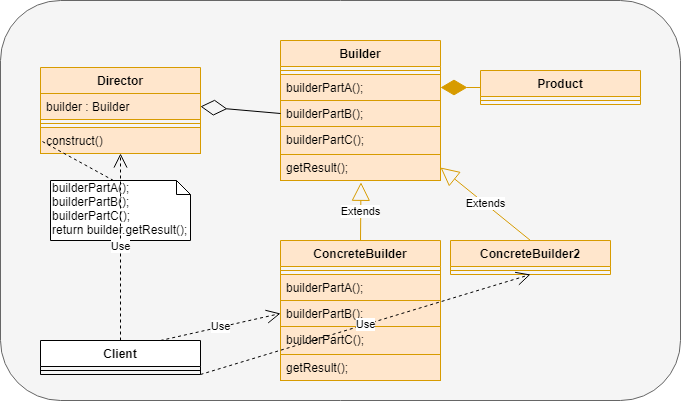 Builder
Director
builderPartA();
Product
builder : Builder
builderPartB();
construct()
builderPartC();
getResult();
builderPartA();
builderPartB();
builderPartC();
return builder.getResult();
Extends
Extends
Use
ConcreteBuilder
ConcreteBuilder2
builderPartA();
builderPartB();
Use
Use
builderPartC();
Client
getResult();